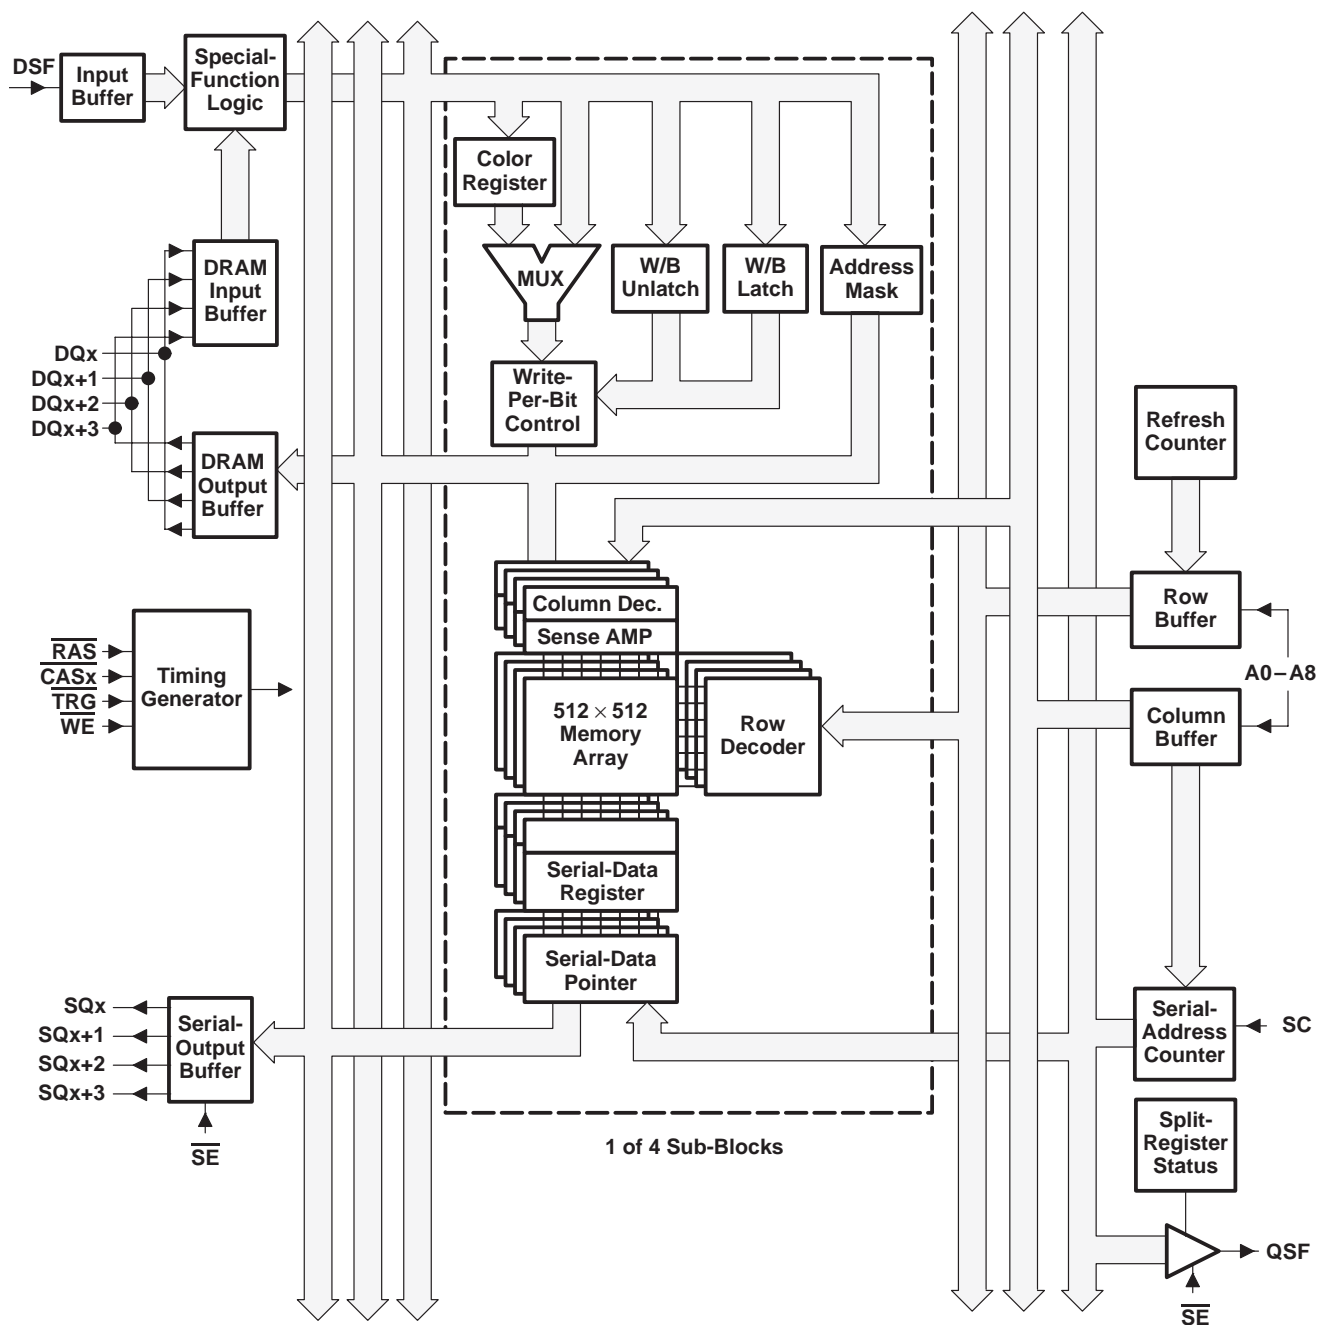 DSF
Input
Buffer
Special-
Function
Logic
Color
Register
MUX
W/B
Unlatch
W/B
Latch
Address
Mask
DRAM
Input
Buffer
DQx
DQx+1
DQx+2
DQx+3
Write-
Per-Bit
Control
DRAM
Output
Buffer
Refresh
Counter
Row
Buffer
A0–A8
Column
Buffer
Column Dec.
Sense AMP
512 × 512
Memory
Array
Row
Decoder
RAS
CASx
TRG
WE
Timing
Generator
Serial-Data
Register
Serial-Data
Pointer
SQx
SQx+1
SQx+2
SQx+3
Serial-
Output
Buffer
SE
Serial-
Address
Counter
SC
1 of 4 Sub-Blocks
Split-
Register
Status
QSF
SE